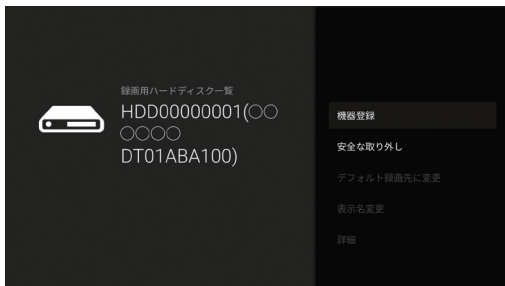 録画用ハードディスク一覧
HDD00000001(○○
○○○○
DT01ABA100)
機器登録
安全な取り外し
デフォルト録画先に変更
表示名変更
詳細